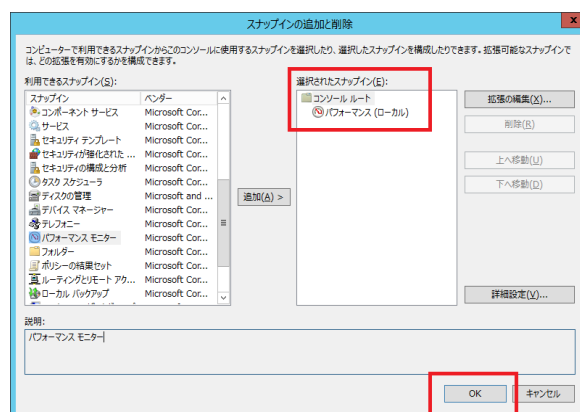 スナップインの追加と削除
x
コンピューターで利用できるスナップインからこのコンソールに使用するスナップインを選択したり、選択したスナップインを構成したりできます。拡張可能なスナップインで
は、どの拡張を有効にするかを構成できます。
利用できるスナップイン(S):
スナップイン ベンダー
コンポーネント サービス Microsoft Cor...
サービス Microsoft Cor...
セキュリティ テンプレート Microsoft Cor...
セキュリティが強化された ... Microsoft Cor...
セキュリティの構成と分析 Microsoft Cor...
タスク スケジューラ Microsoft Cor...
ディスクの管理 Microsoft and ...
デバイス マネージャー Microsoft Cor...
テレフォニー Microsoft Cor...
パフォーマンス モニター Microsoft Cor...
フォルダー Microsoft Cor...
ポリシーの結果セット Microsoft Cor...
ルーティングとリモート アク... Microsoft Cor...
ローカル バックアップ Microsoft Cor...
追加(A) >
選択されたスナップイン(E):
コンソール ルート
パフォーマンス (ローカル)
拡張の編集(X)...
削除(R)
上へ移動(U)
下へ移動(D)
詳細設定(V)...
説明:
パフォーマンス モニター
OK
キャンセル